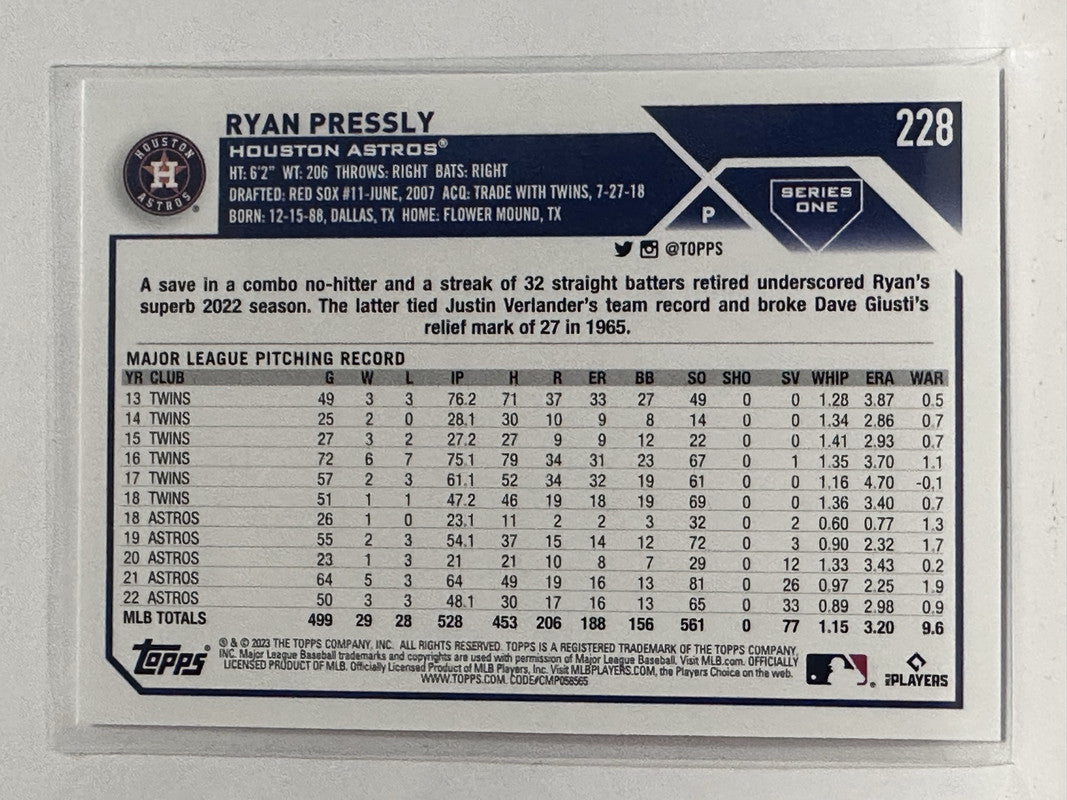 RYAN PRESSLY
228
HOUSTON ASTROS®
HOUSTON
H
ASTROS
®
HT: 6'2" WT: 206 THROWS: RIGHT BATS: RIGHT
DRAFTED: RED SOX #11-JUNE, 2007 ACQ: TRADE WITH TWINS, 7-27-18
BORN: 12-15-88, DALLAS, TX HOME: FLOWER MOUND, TX
P
SERIES
ONE
@TOPPS
A save in a combo no-hitter and a streak of 32 straight batters retired underscored Ryan's
superb 2022 season. The latter tied Justin Verlander's team record and broke Dave Giusti's
relief mark of 27 in 1965.
MAJOR LEAGUE PITCHING RECORD
YR CLUB G W L IP H R ER BB SO SHO SV WHIP ERA WAR
13 TWINS 49 3 3 76.2 71 37 33 27 49 0 0 1.28 3.87 0.5
14 TWINS 25 2 0 28.1 30 10 9 8 14 0 0 1.34 2.86 0.7
15 TWINS 27 3 2 27.2 27 9 9 12 22 0 0 1.41 2.93 0.7
16 TWINS 72 6 7 75.1 79 34 31 23 67 0 1 1.35 3.70 1.1
17 TWINS 57 2 3 61.1 52 34 32 19 61 0 0 1.16 4.70 -0.1
18 TWINS 51 1 1 47.2 46 19 18 19 69 0 0 1.36 3.40 0.7
18 ASTROS 26 1 0 23.1 11 2 2 3 32 0 2 0.60 0.77 1.3
19 ASTROS 55 2 3 54.1 37 15 14 12 72 0 3 0.90 2.32 1.7
20 ASTROS 23 1 3 21 21 10 8 7 29 0 12 1.33 3.43 0.2
21 ASTROS 64 5 3 64 49 19 16 13 81 0 26 0.97 2.25 1.9
22 ASTROS 50 3 3 48.1 30 17 16 13 65 0 33 0.89 2.98 0.9
MLB TOTALS 499 29 28 528 453 206 188 156 561 0 77 1.15 3.20 9.6
topps®
® & © 2023 THE TOPPS COMPANY, INC. ALL RIGHTS RESERVED. TOPPS IS A REGISTERED TRADEMARK OF THE TOPPS COMPANY,
INC. Major League Baseball trademarks and copyrights are used with permission of Major League Baseball. Visit MLB.com. OFFICIALLY
LICENSED PRODUCT OF MLB. Officially Licensed Product of MLB Players, Inc. Visit MLBPLAYERS.COM, the Players Choice on the web.
WWW.TOPPS.COM. CODE#CMP058565
®
MLB PLAYERS